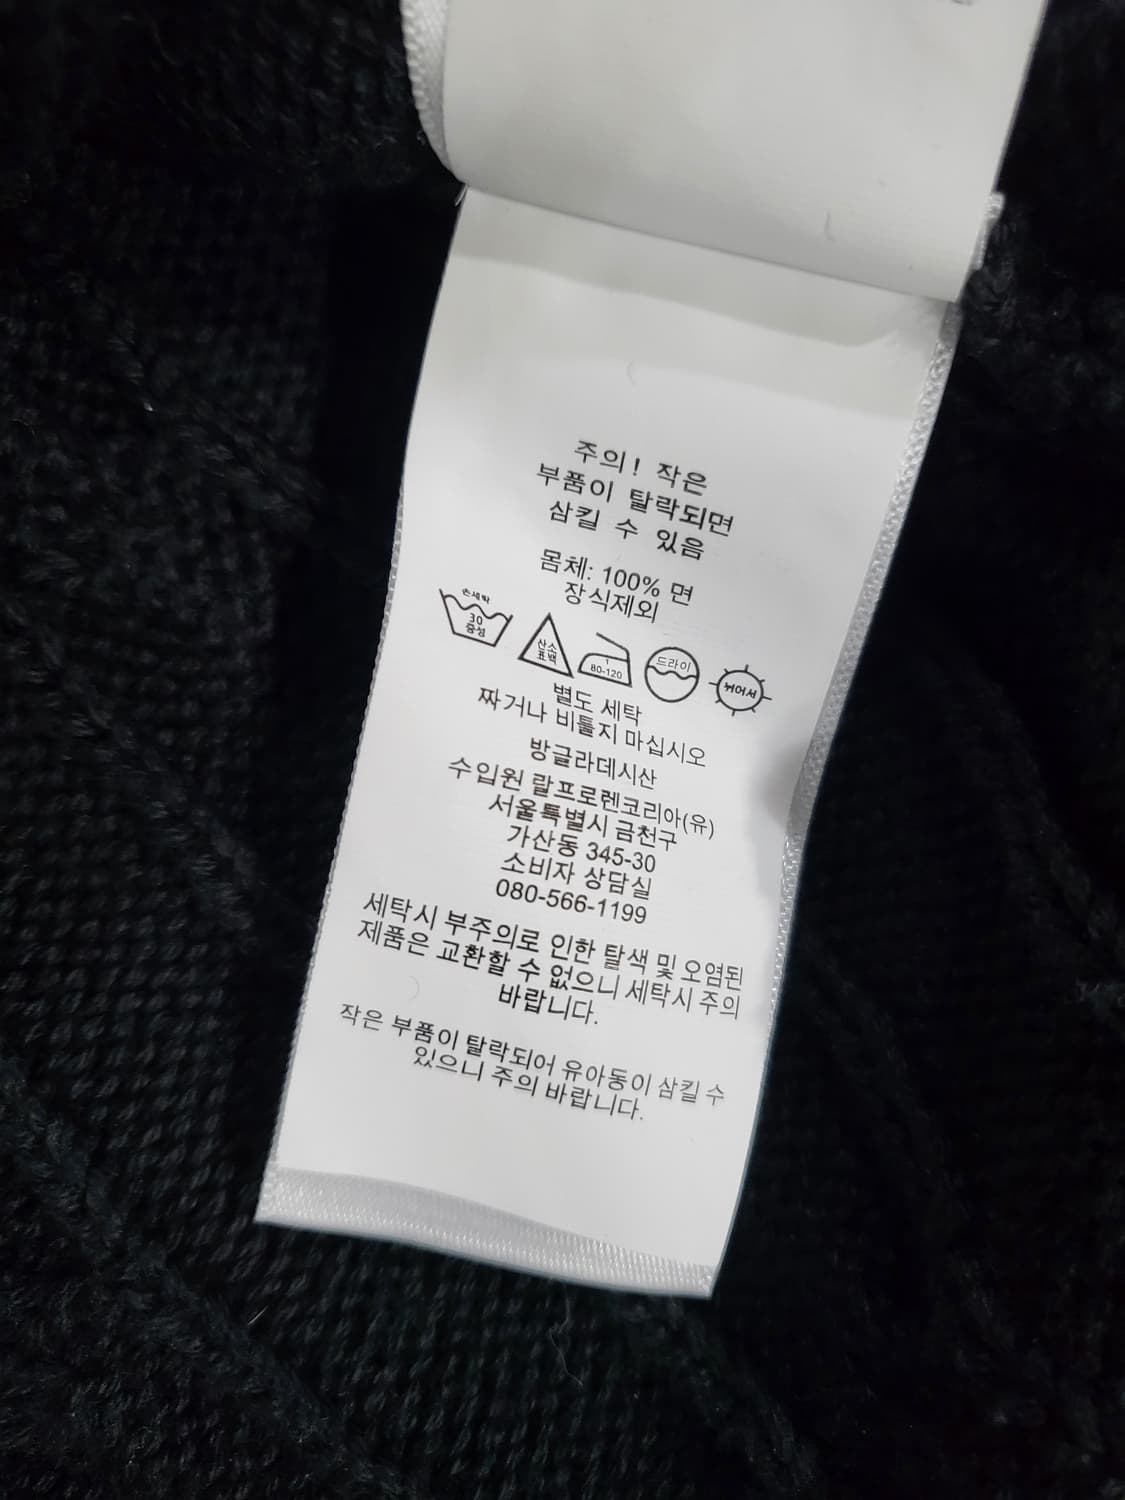 주의! 작은
부품이 탈락되면
삼킬 수 있음
몸체: 100% 면
장식제외
손세탁
30
중성
산소
표백
1
80-120
드라이
뉘어서
별도 세탁
짜거나 비틀지 마십시오
방글라데시산
수입원 랄프로렌코리아(유)
서울특별시 금천구
가산동 345-30
소비자 상담실
080-566-1199
세탁시 부주의로 인한 탈색 및 오염된
제품은 교환할 수 없으니 세탁시 주의
바랍니다.
작은 부품이 탈락되어 유아동이 삼킬 수
있으니 주의 바랍니다.